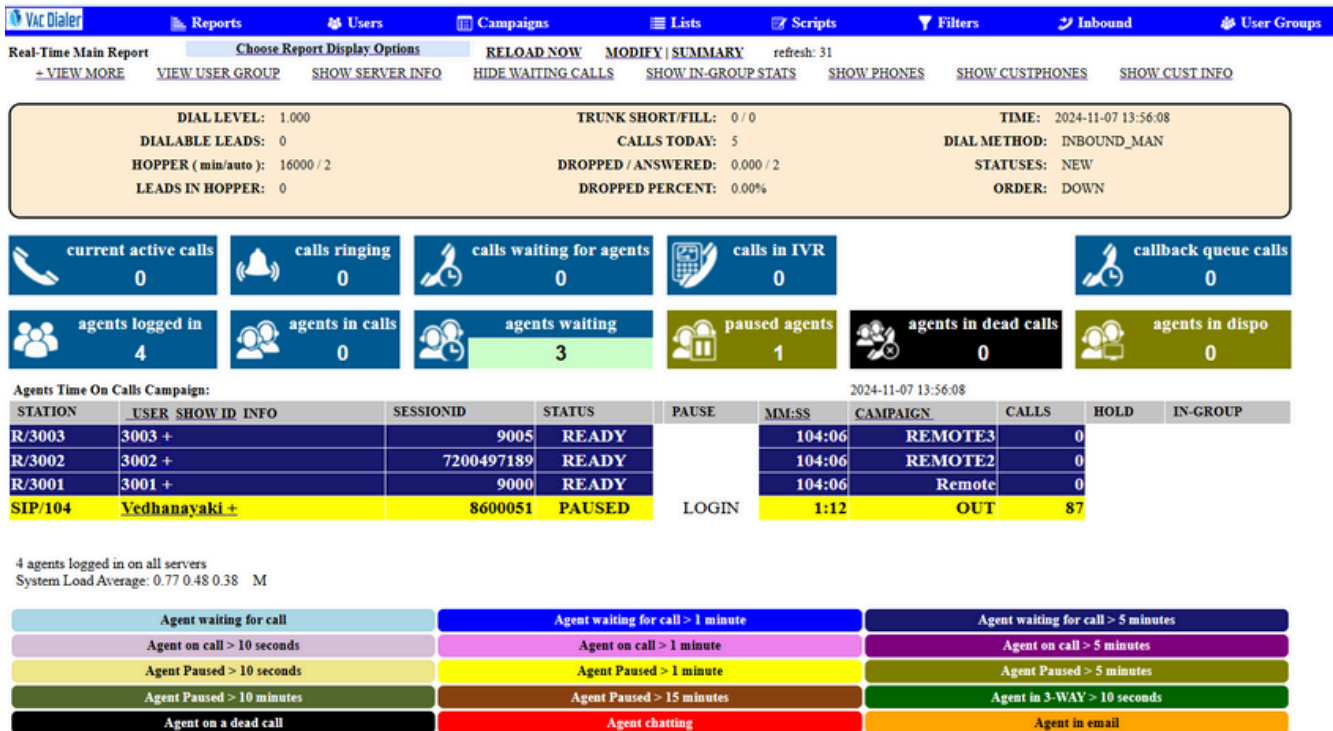 VAC Dialer Reports Users Campaigns Lists Scripts Filters Inbound User Groups
Real-Time Main Report Choose Report Display Options RELOAD NOW MODIFY | SUMMARY refresh: 31
+ VIEW MORE VIEW USER GROUP SHOW SERVER INFO HIDE WAITING CALLS SHOW IN-GROUP STATS SHOW PHONES SHOW CUSTPHONES SHOW CUST INFO
DIAL LEVEL: 1.000 TRUNK SHORT/FILL: 0 / 0 TIME: 2024-11-07 13:56:08
DIALABLE LEADS: 0 CALLS TODAY: 5 DIAL METHOD: INBOUND_MAN
HOPPER ( min/auto ): 16000 / 2 DROPPED / ANSWERED: 0.000 / 2 STATUSES: NEW
LEADS IN HOPPER: 0 DROPPED PERCENT: 0.00% ORDER: DOWN
current active calls calls ringing calls waiting for agents calls in IVR callback queue calls
0 0 0 0 0
agents logged in agents in calls agents waiting paused agents agents in dead calls agents in dispo
4 0 3 1 0 0
Agents Time On Calls Campaign: 2024-11-07 13:56:08
STATION USER SHOW ID INFO SESSIONID STATUS PAUSE MM:SS CAMPAIGN CALLS HOLD IN-GROUP
R/3003 3003 + 9005 READY 104:06 REMOTE3 0
R/3002 3002 + 7200497189 READY 104:06 REMOTE2 0
R/3001 3001 + 9000 READY 104:06 Remote 0
SIP/104 Vedhanayaki + 8600051 PAUSED LOGIN 1:12 OUT 87
4 agents logged in on all servers
System Load Average: 0.77 0.48 0.38 M
Agent waiting for call Agent waiting for call > 1 minute Agent waiting for call > 5 minutes
Agent on call > 10 seconds Agent on call > 1 minute Agent on call > 5 minutes
Agent Paused > 10 seconds Agent Paused > 1 minute Agent Paused > 5 minutes
Agent Paused > 10 minutes Agent Paused > 15 minutes Agent in 3-WAY > 10 seconds
Agent on a dead call Agent chatting Agent in email